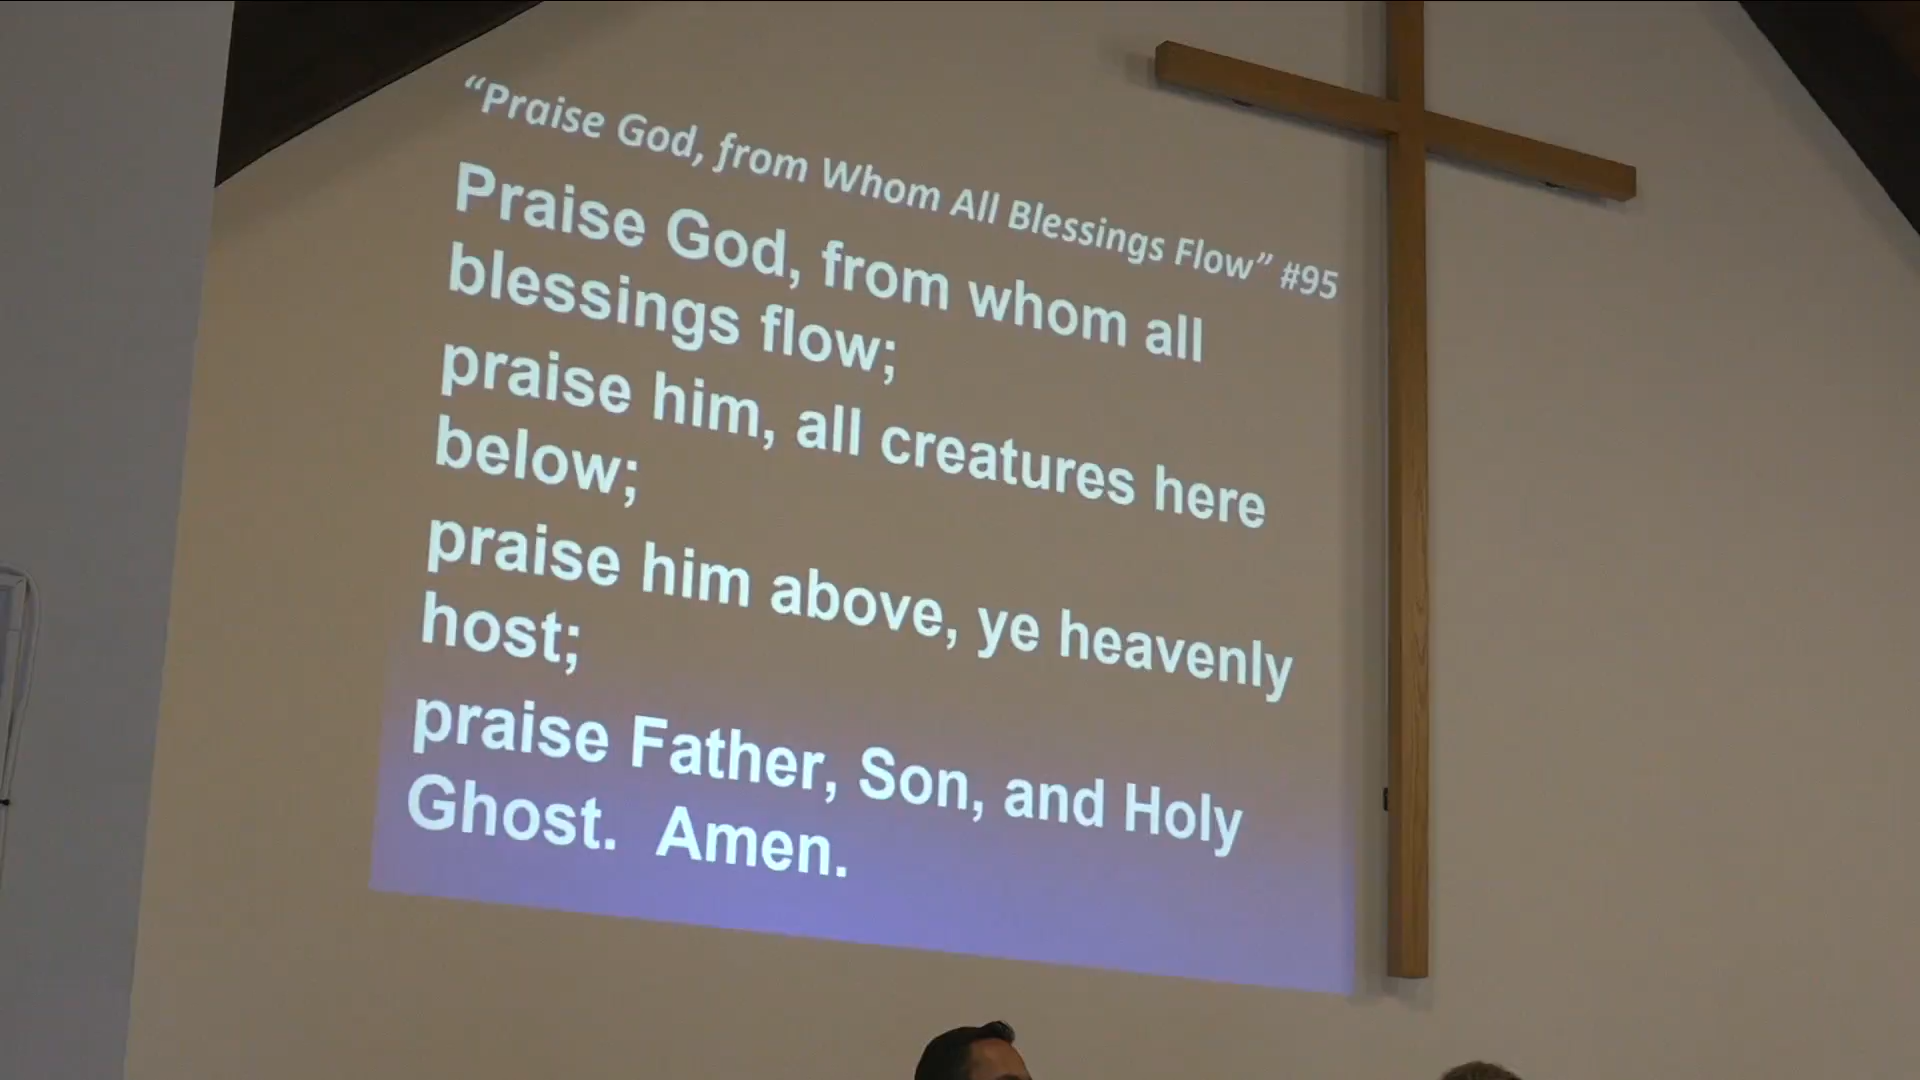 “Praise God, from Whom All Blessings Flow” #95
Praise God, from whom all
blessings flow;
praise him, all creatures here
below;
praise him above, ye heavenly
host;
praise Father, Son, and Holy
Ghost.  Amen.